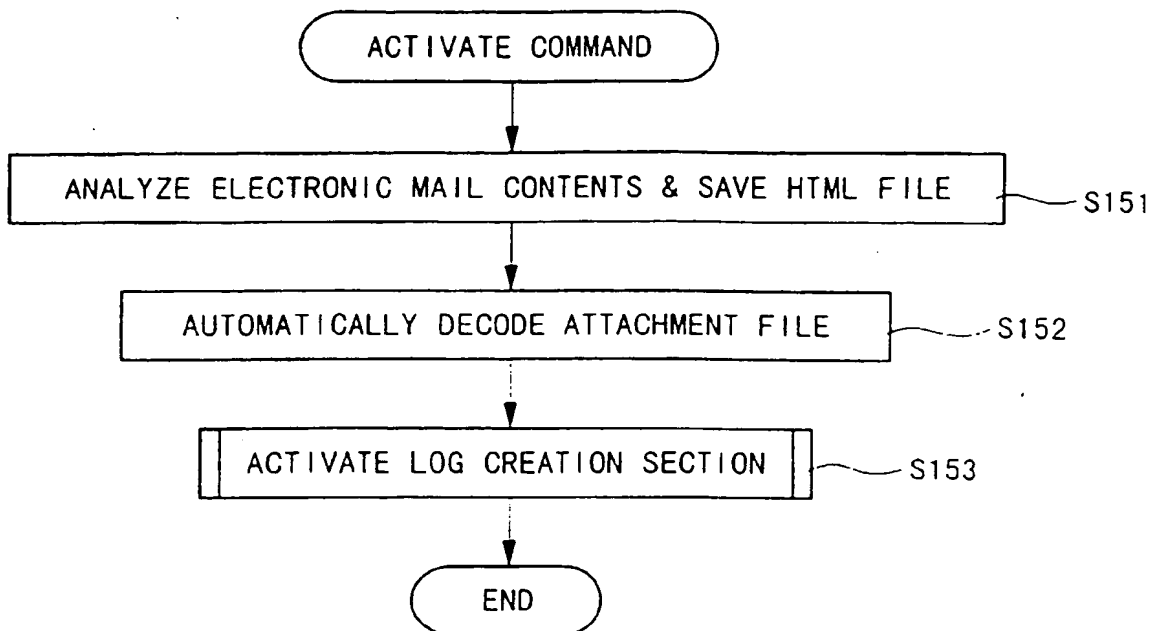 ACTIVATE COMMAND
ANALYZE ELECTRONIC MAIL CONTENTS & SAVE HTML FILE
S151
AUTOMATICALLY DECODE ATTACHMENT FILE
S152
ACTIVATE LOG CREATION SECTION
S153
END